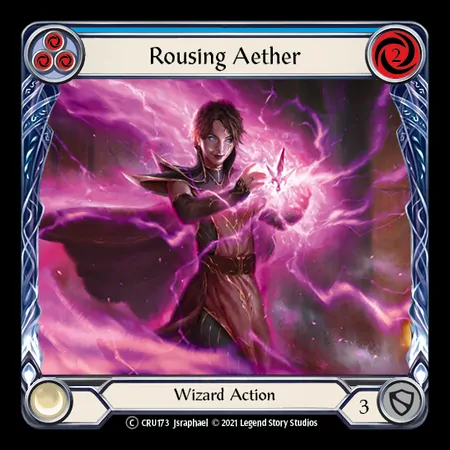 Rousing Aether
2
Wizard Action
3
C CRU173 Jsraphael © 2021 Legend Story Studios